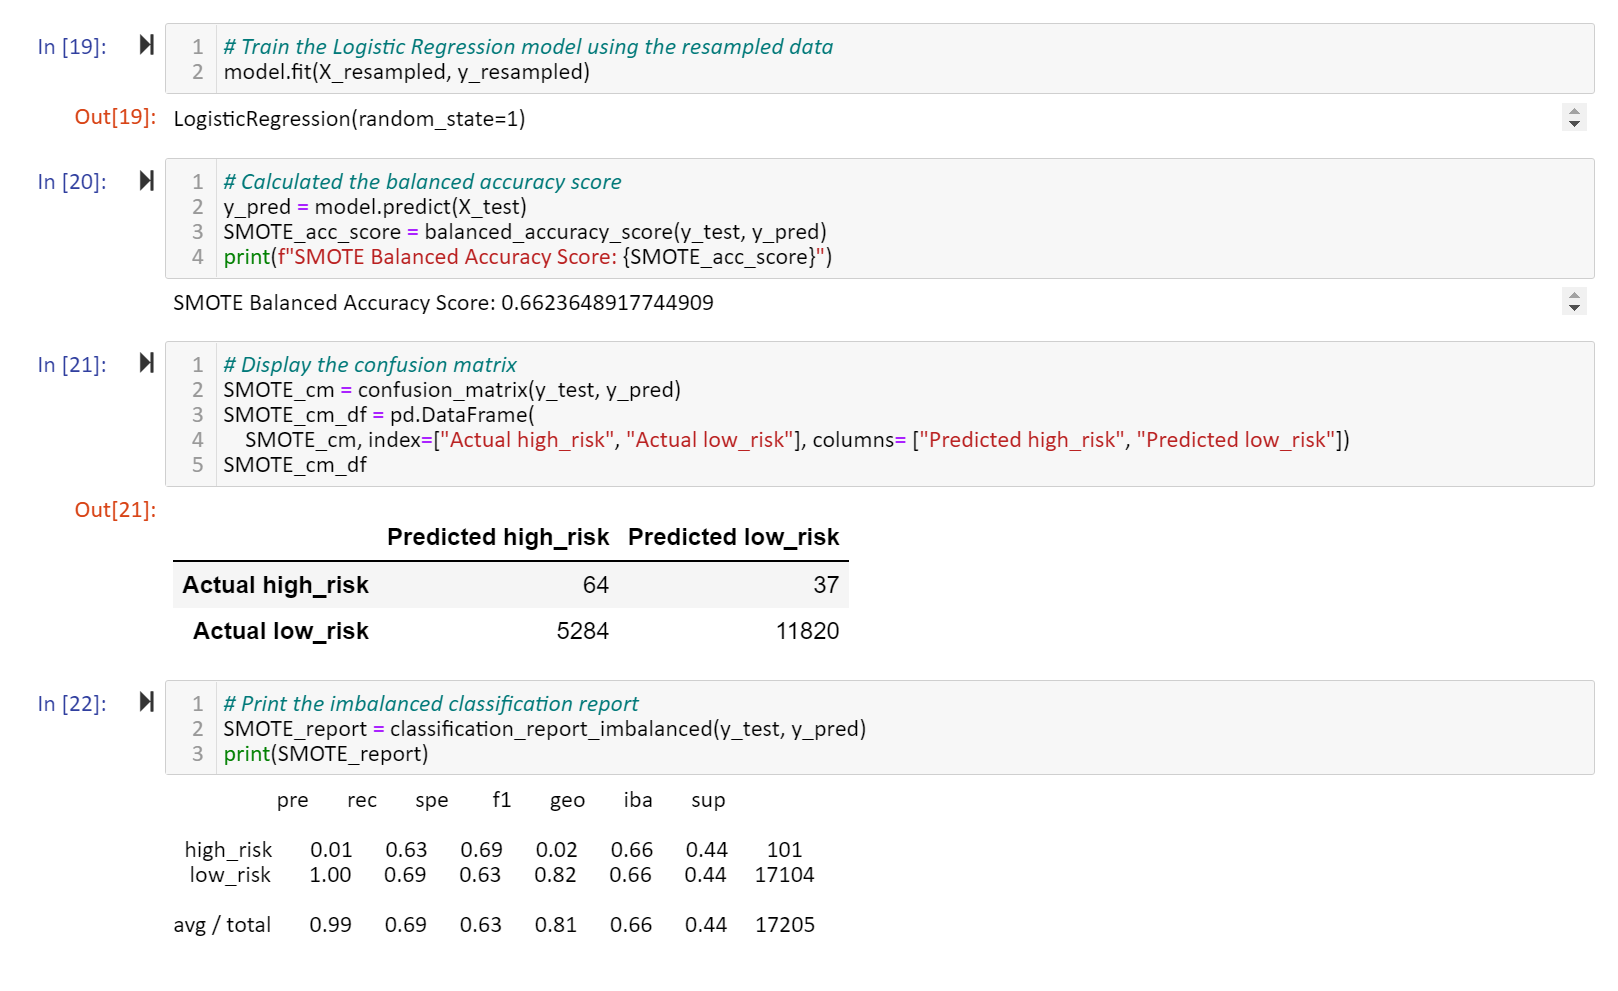 In [19]:
1 # Train the Logistic Regression model using the resampled data
2 model.fit(X_resampled, y_resampled)
Out[19]: LogisticRegression(random_state=1)
In [20]:
1 # Calculated the balanced accuracy score
2 y_pred = model.predict(X_test)
3 SMOTE_acc_score = balanced_accuracy_score(y_test, y_pred)
4 print(f"SMOTE Balanced Accuracy Score: {SMOTE_acc_score}")
SMOTE Balanced Accuracy Score: 0.6623648917744909
In [21]:
1 # Display the confusion matrix
2 SMOTE_cm = confusion_matrix(y_test, y_pred)
3 SMOTE_cm_df = pd.DataFrame(
4 SMOTE_cm, index=["Actual high_risk", "Actual low_risk"], columns= ["Predicted high_risk", "Predicted low_risk"])
5 SMOTE_cm_df
Out[21]:
Predicted high_risk Predicted low_risk
Actual high_risk 64 37
Actual low_risk 5284 11820
In [22]:
1 # Print the imbalanced classification report
2 SMOTE_report = classification_report_imbalanced(y_test, y_pred)
3 print(SMOTE_report)
pre rec spe f1 geo iba sup
high_risk 0.01 0.63 0.69 0.02 0.66 0.44 101
low_risk 1.00 0.69 0.63 0.82 0.66 0.44 17104
avg / total 0.99 0.69 0.63 0.81 0.66 0.44 17205